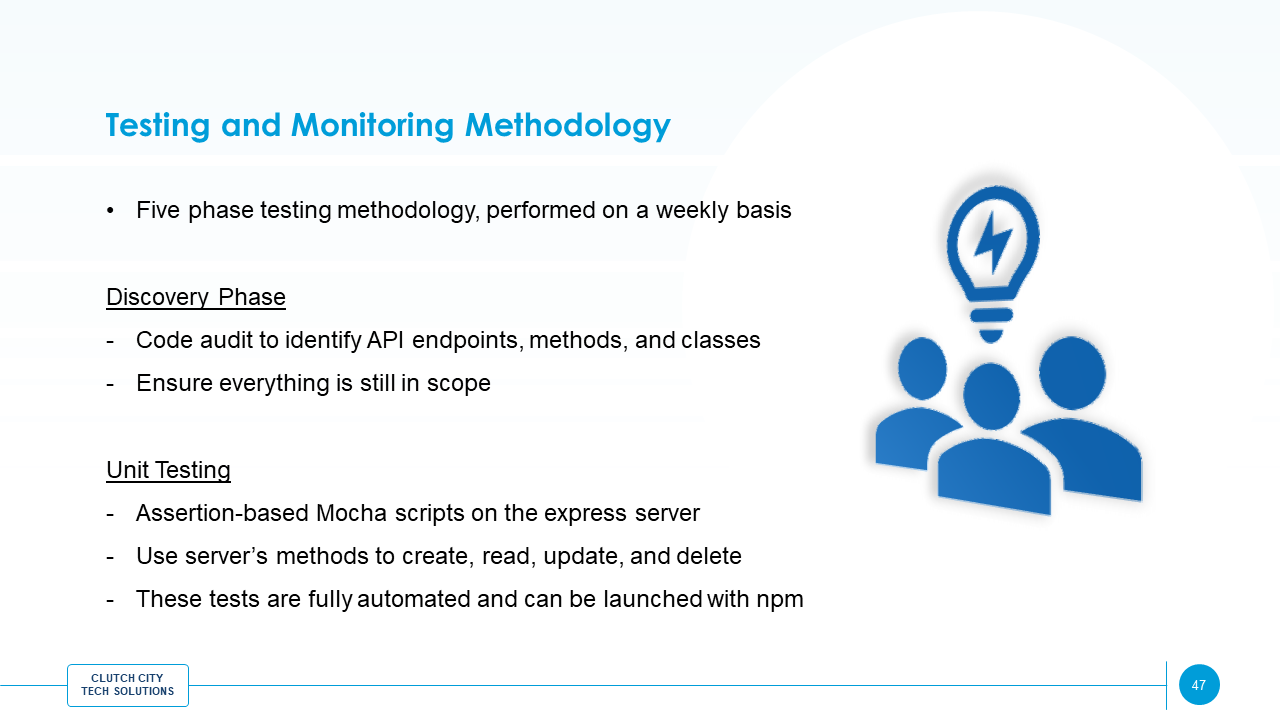 Testing and Monitoring Methodology
• Five phase testing methodology, performed on a weekly basis
Discovery Phase
- Code audit to identify API endpoints, methods, and classes
- Ensure everything is still in scope
Unit Testing
- Assertion-based Mocha scripts on the express server
- Use server’s methods to create, read, update, and delete
- These tests are fully automated and can be launched with npm
CLUTCH CITY
TECH SOLUTIONS
47